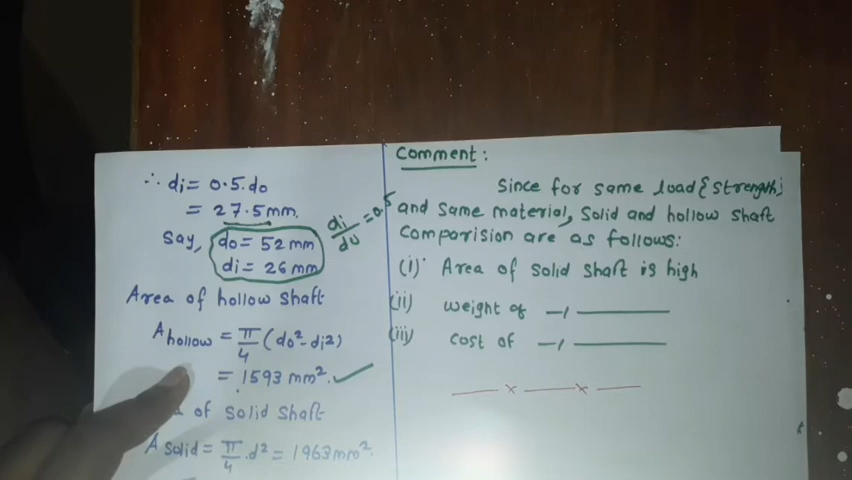 ∴ di = 0.5.do
= 27.5mm.
Say, do = 52 mm
di = 26 mm
di/do = 0.5
Area of hollow shaft
A hollow = π/4 (do² - di²)
= 1593 mm².
of solid shaft
A solid = π/4 .d² = 1963mm².
Comment :
Since for same load {strength}
and same material, solid and hollow shaft
comparision are as follows:
(i) Area of solid shaft is high
(ii) weight of —〃—
(iii) cost of —〃—
— x — x —